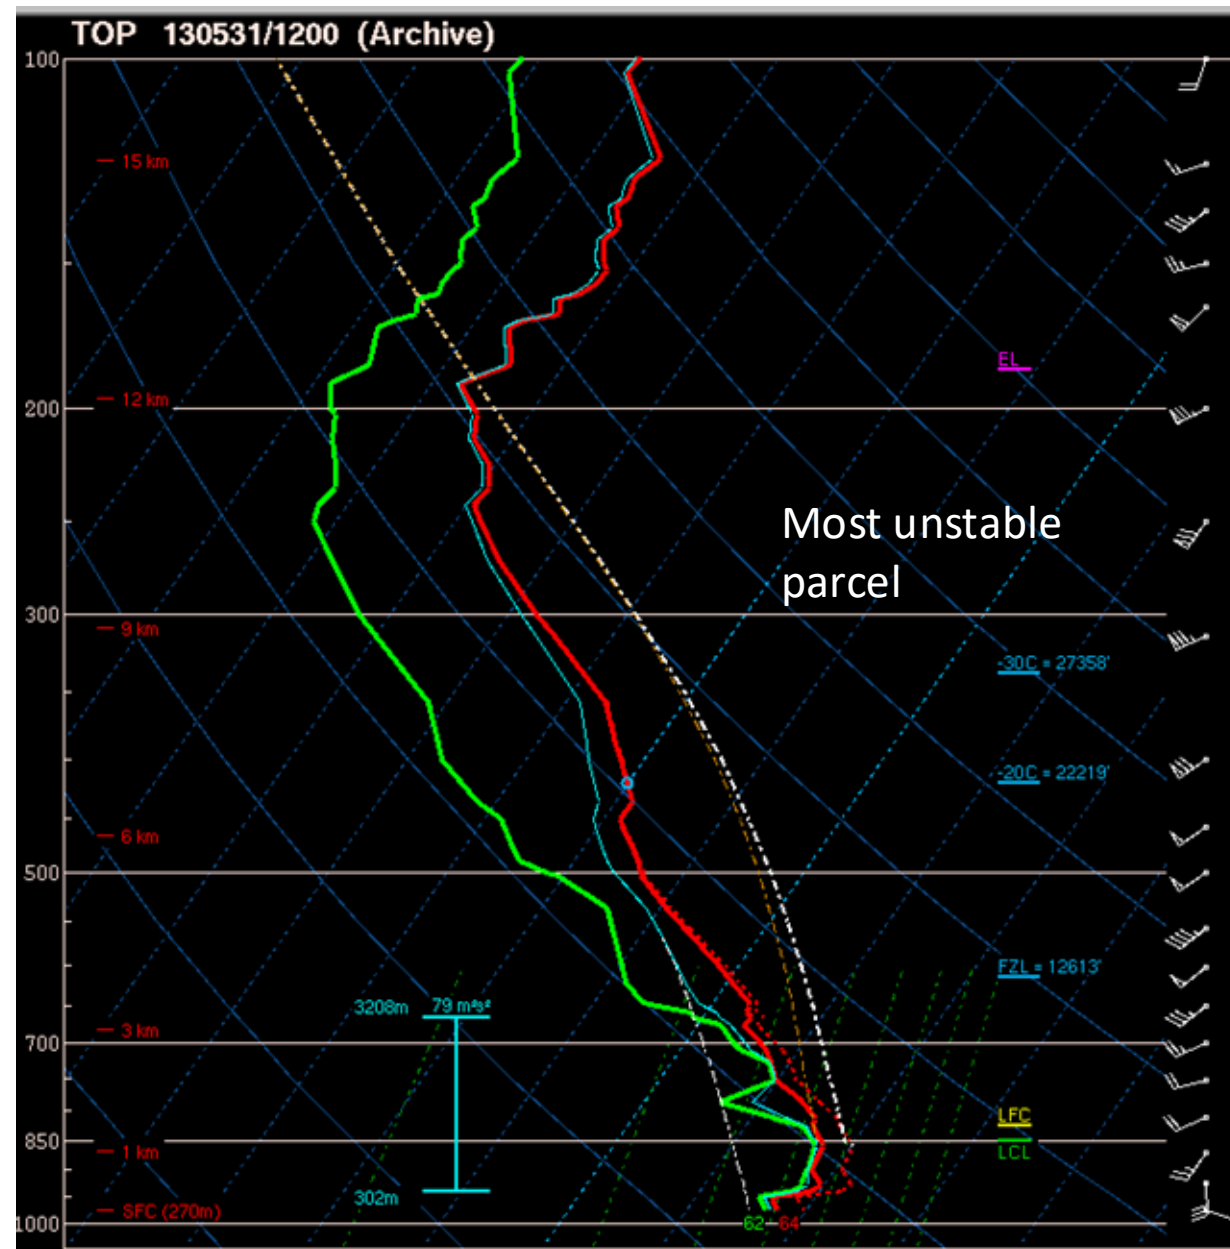 TOP 130531/1200 (Archive)
100
15 km
EL
12 km
200
Most unstable
parcel
300
9 km
-30C = 27358'
-20C = 22219'
6 km
500
FZL = 12613'
3208m 79 m²s²
3 km
700
LFC
850
LCL
1 km
302m
SFC (270m)
1000
62 64